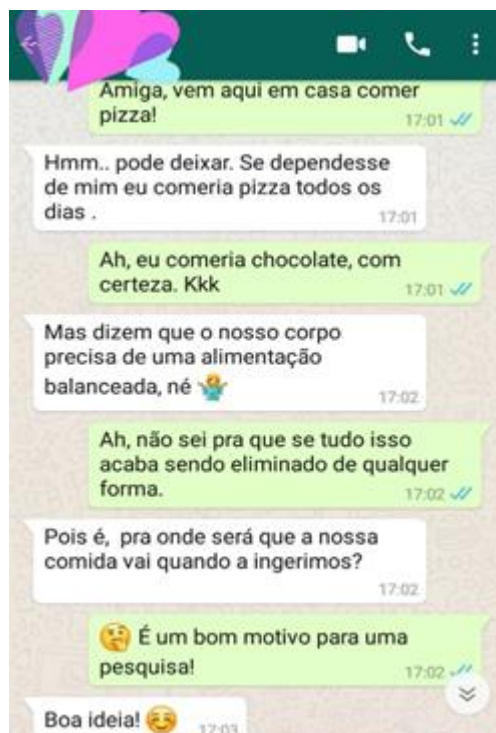 Amiga, vem aqui em casa comer
pizza!
17:01
Hmm.. pode deixar. Se dependesse
de mim eu comeria pizza todos os
dias .
17:01
Ah, eu comeria chocolate, com
certeza. Kkk
17:01
Mas dizem que o nosso corpo
precisa de uma alimentação
balanceada, né 🤷‍♀️
17:02
Ah, não sei pra que se tudo isso
acaba sendo eliminado de qualquer
forma.
17:02
Pois é, pra onde será que a nossa
comida vai quando a ingerimos?
17:02
🤔 É um bom motivo para uma
pesquisa!
17:02
Boa ideia! ☺️
17:03